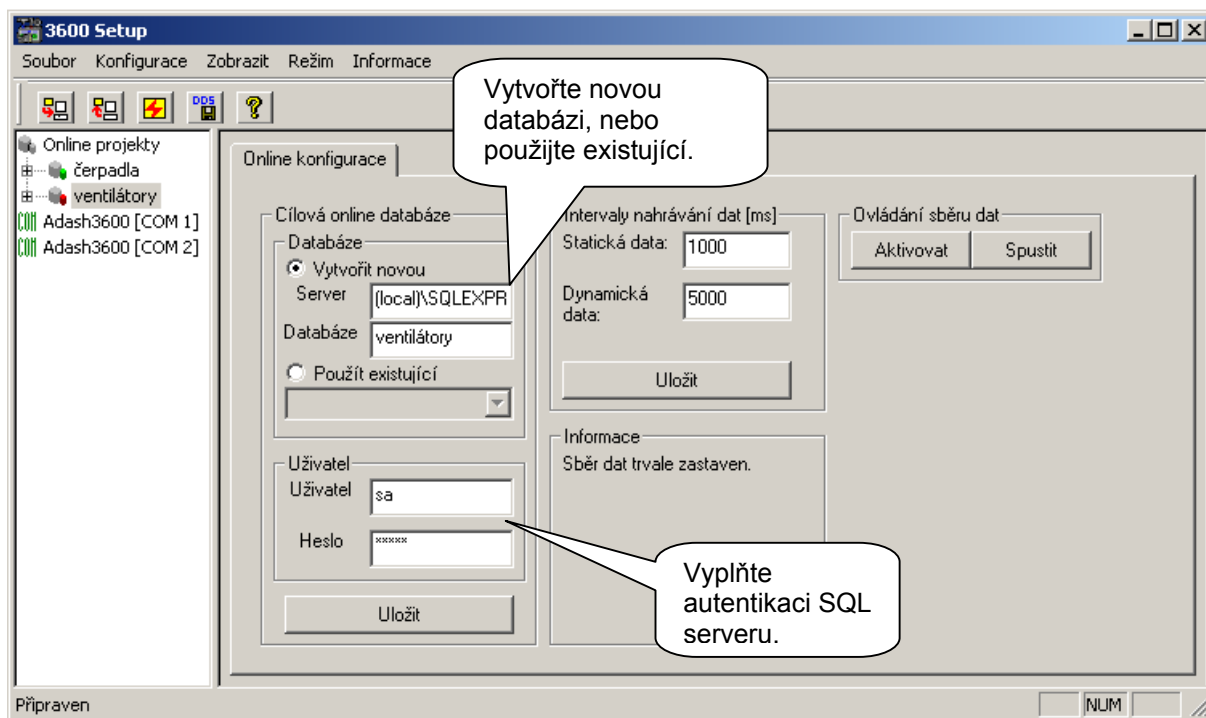 3600 Setup
Soubor Konfigurace Zobrazit Režim Informace
DDS
Vytvořte novou
databázi, nebo
použijte existující.
Online projekty
čerpadla
ventilátory
Adash3600 [COM 1]
Adash3600 [COM 2]
Online konfigurace
Cílová online databáze
Databáze
Vytvořit novou
Server (local)\SQLEXPR
Databáze ventilátory
Použít existující
Uživatel
Uživatel sa
Heslo *****
Uložit
Intervaly nahrávání dat [ms]
Statická data: 1000
Dynamická
data:
5000
Uložit
Informace
Sběr dat trvale zastaven.
Ovládání sběru dat
Aktivovat Spustit
Vyplňte
autentikaci SQL
serveru.
Připraven NUM